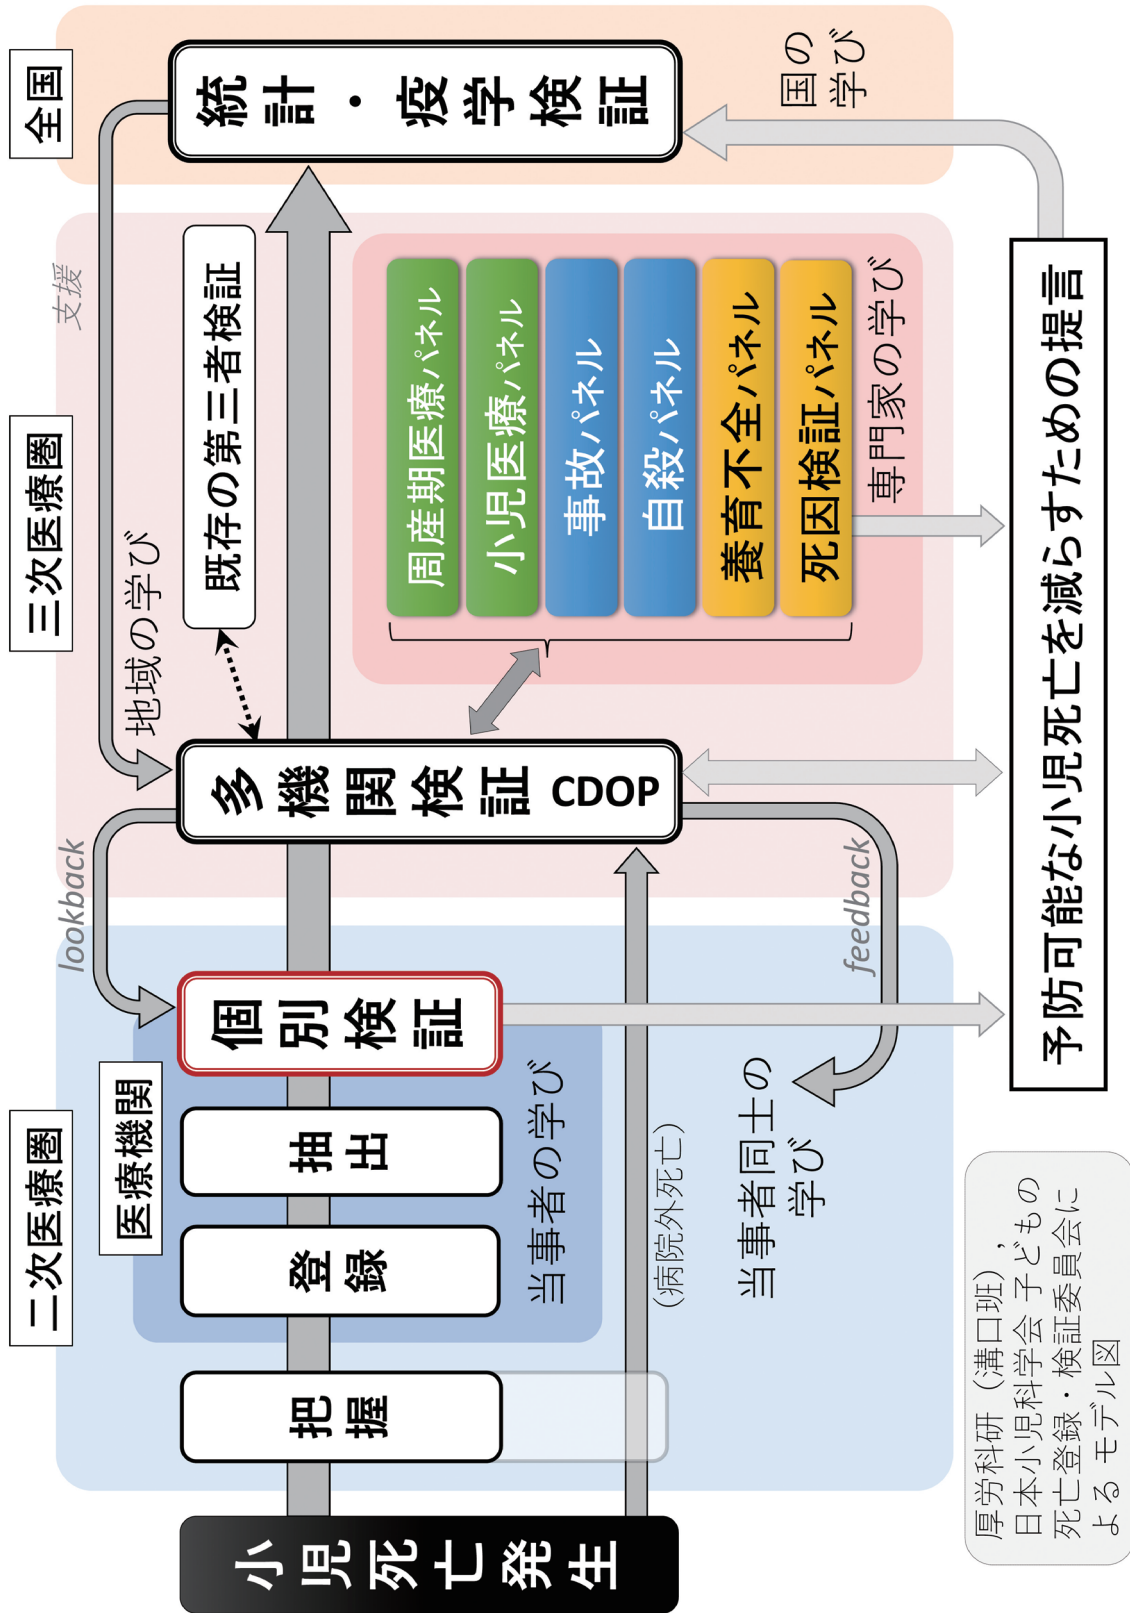 二次医療圏
三次医療圏
全国
医療機関
lookback
地域の学び
支援
小児死亡発生
把握
登録
抽出
個別検証
多機関検証 CDOP
既存の第三者検証
統計・疫学検証
周産期医療パネル
小児医療パネル
事故パネル
自殺パネル
養育不全パネル
死因検証パネル
専門家の学び
当事者の学び
(病院外死亡)
当事者同士の
学び
feedback
国の
学び
予防可能な小児死亡を減らすための提言
厚労科研（溝口班）,
日本小児科学会 子どもの
死亡登録・検証委員会に
よる モデル図